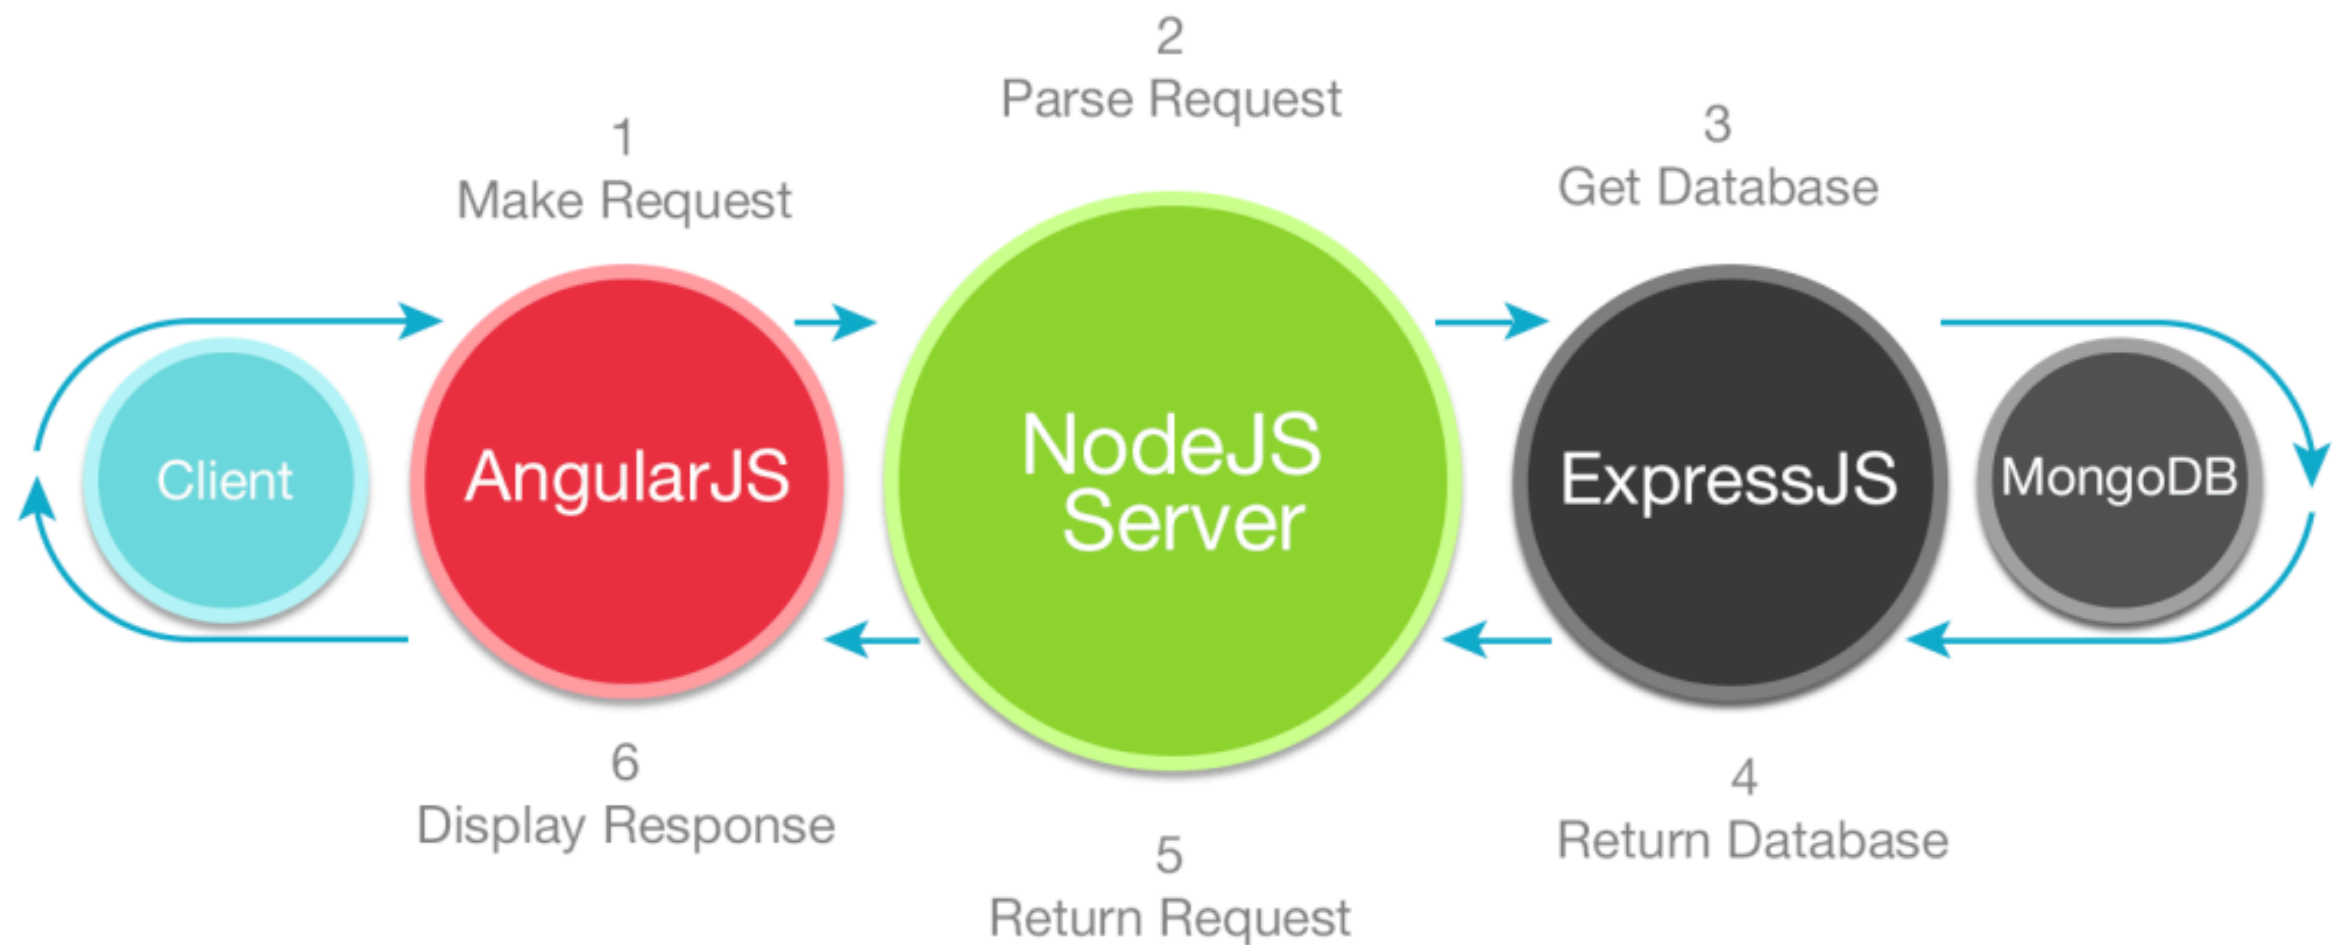 2
Parse Request
1
Make Request
3
Get Database
Client
AngularJS
NodeJS
Server
ExpressJS
MongoDB
6
Display Response
5
Return Request
4
Return Database